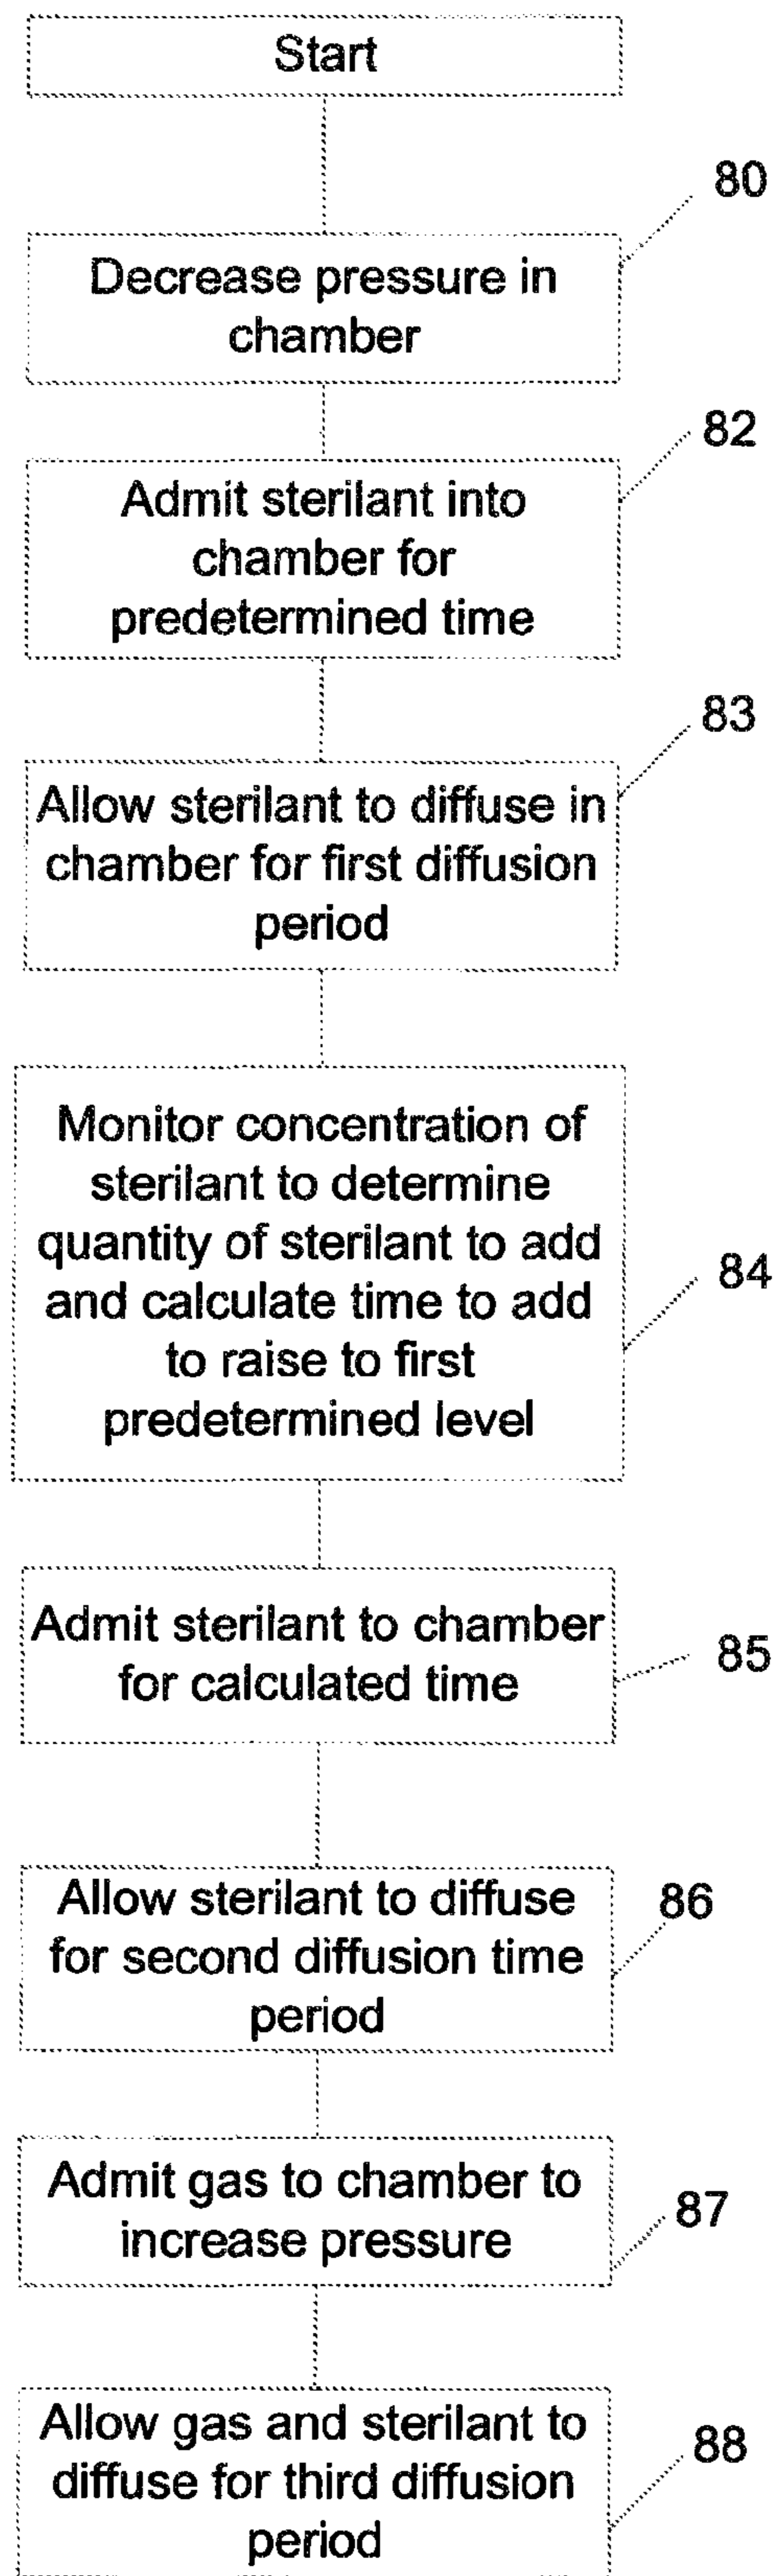 Start
80
Decrease pressure in
chamber
82
Admit sterilant into
chamber for
predetermined time
83
Allow sterilant to diffuse in
chamber for first diffusion
period
Monitor concentration of
sterilant to determine
quantity of sterilant to add
and calculate time to add
to raise to first
predetermined level
84
Admit sterilant to chamber
for calculated time
85
Allow sterilant to diffuse
for second diffusion time
period
86
Admit gas to chamber to
increase pressure
87
Allow gas and sterilant to
diffuse for third diffusion
period
88